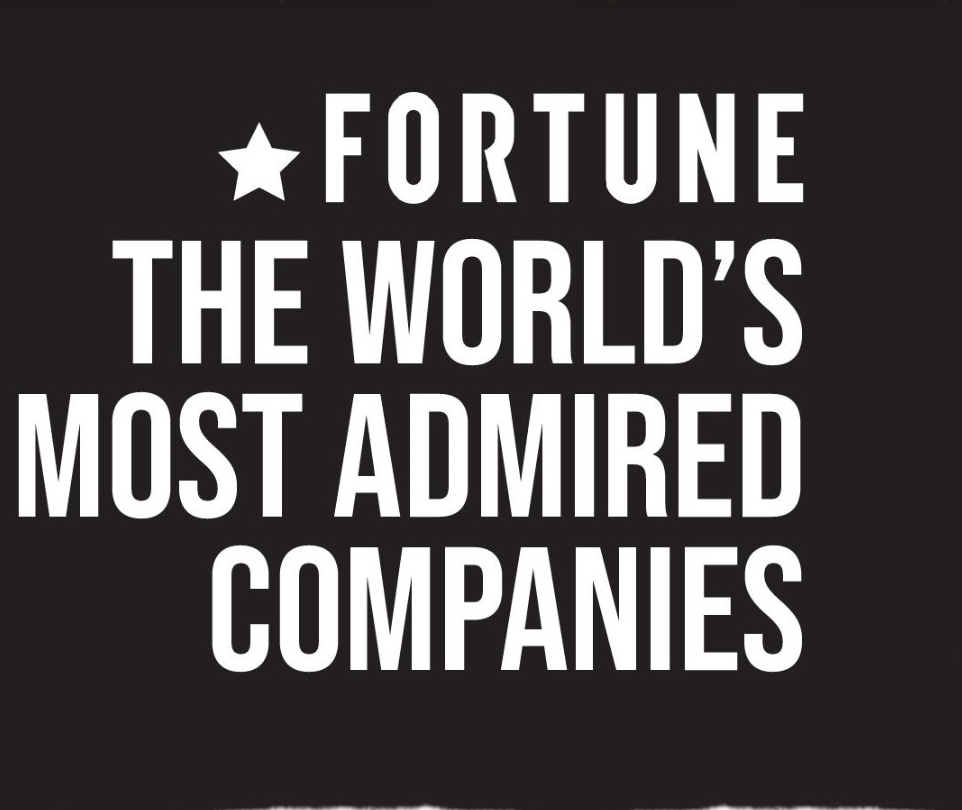 FORTUNE
THE WORLD’S
MOST ADMIRED
COMPANIES